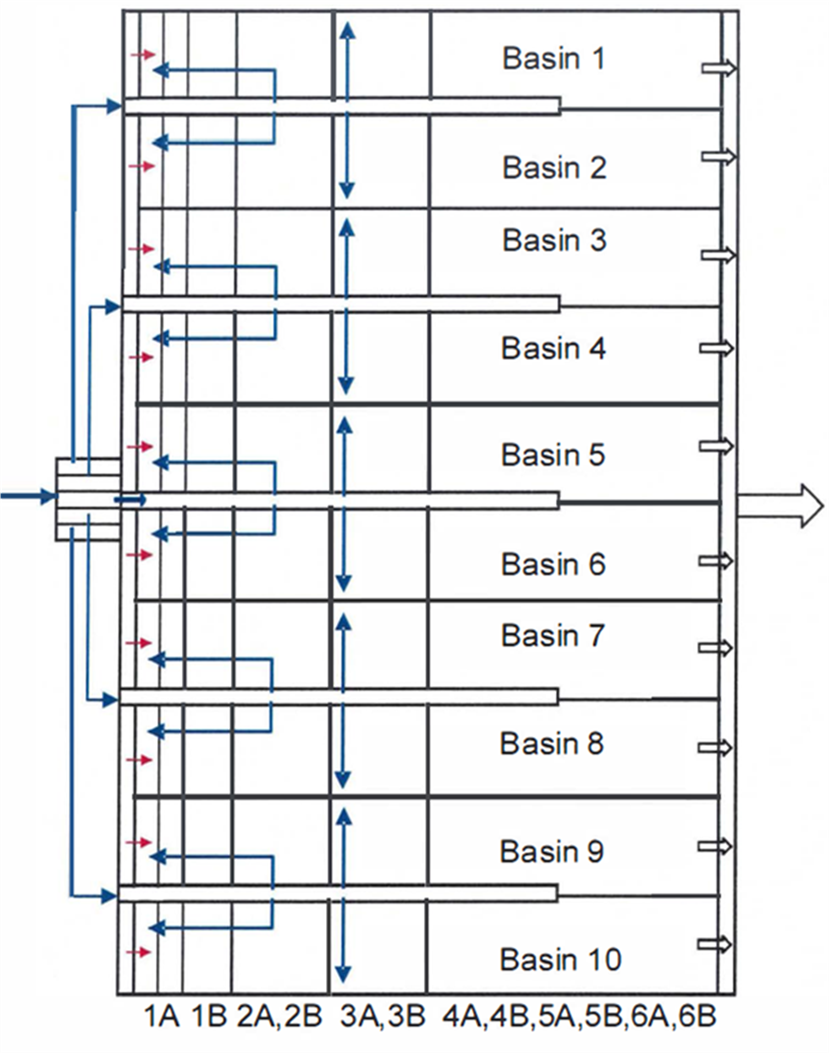 Basin 1
Basin 2
Basin 3
Basin 4
Basin 5
Basin 6
Basin 7
Basin 8
Basin 9
Basin 10
1A 1B 2A,2B 3A,3B 4A,4B,5A,5B,6A,6B